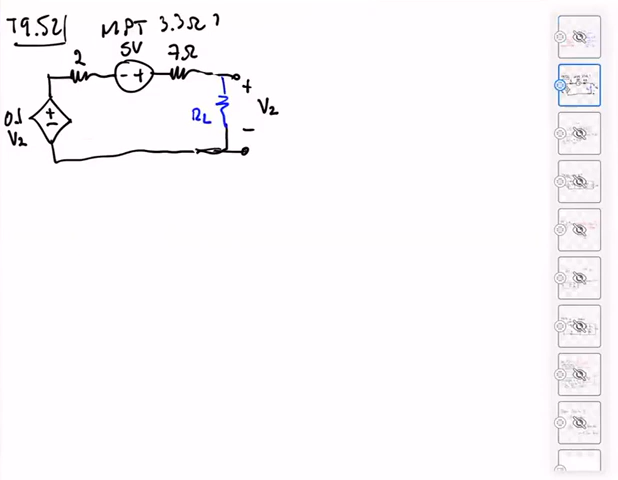 T9.52 MPT 3.3Ω?
2 5V 7Ω
- +
+
0.1 + RL V2
V2 - -